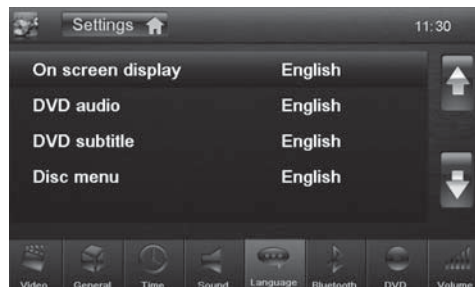 Settings 11:30
On screen display English
DVD audio English
DVD subtitle English
Disc menu English
Video General Time Sound Language Bluetooth DVD Volume